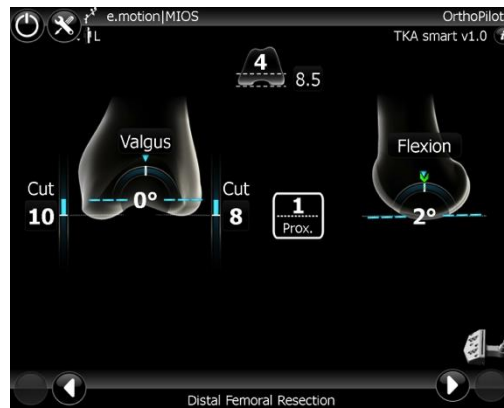 e.motion|MIOS
OrthoPilot
L
TKA smart v1.0
4
8.5
Valgus
Flexion
Cut
10
0°
Cut
8
1
Prox.
2°
Distal Femoral Resection